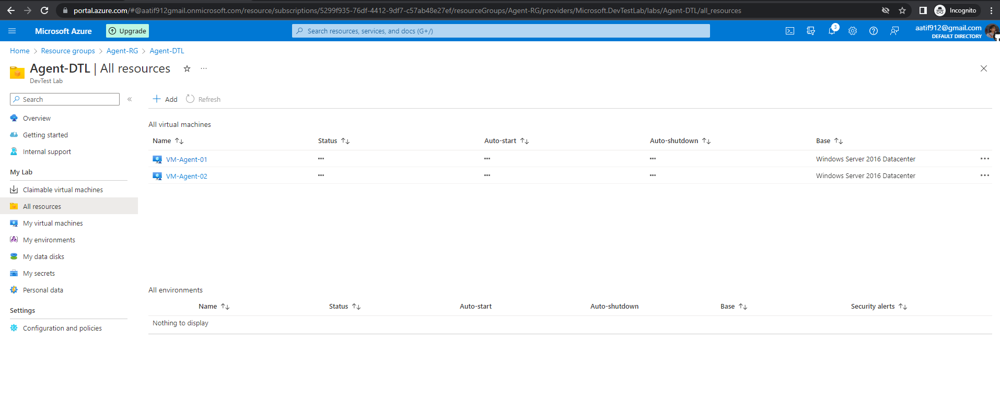 portal.azure.com/#@aatif912gmail.onmicrosoft.com/resource/subscriptions/5299f935-76df-4412-9df7-c57ab48e27ef/resourceGroups/Agent-RG/providers/Microsoft.DevTestLab/labs/Agent-DTL/all_resources Incognito
Microsoft Azure Upgrade Search resources, services, and docs (G+/) 3 aatif912@gmail.com
DEFAULT DIRECTORY
Home > Resource groups > Agent-RG > Agent-DTL
Agent-DTL | All resources ...
DevTest Lab
Search «
Overview
Getting started
Internal support
My Lab
Claimable virtual machines
All resources
My virtual machines
My environments
My data disks
My secrets
Personal data
Settings
Configuration and policies
+ Add Refresh
All virtual machines
Name ↑↓ Status ↑↓ Auto-start ↑↓ Auto-shutdown ↑↓ Base ↑↓
VM-Agent-01 ... ... ... Windows Server 2016 Datacenter ...
VM-Agent-02 ... ... ... Windows Server 2016 Datacenter ...
All environments
Name ↑↓ Status ↑↓ Auto-start Auto-shutdown Base ↑↓ Security alerts ↑↓
Nothing to display